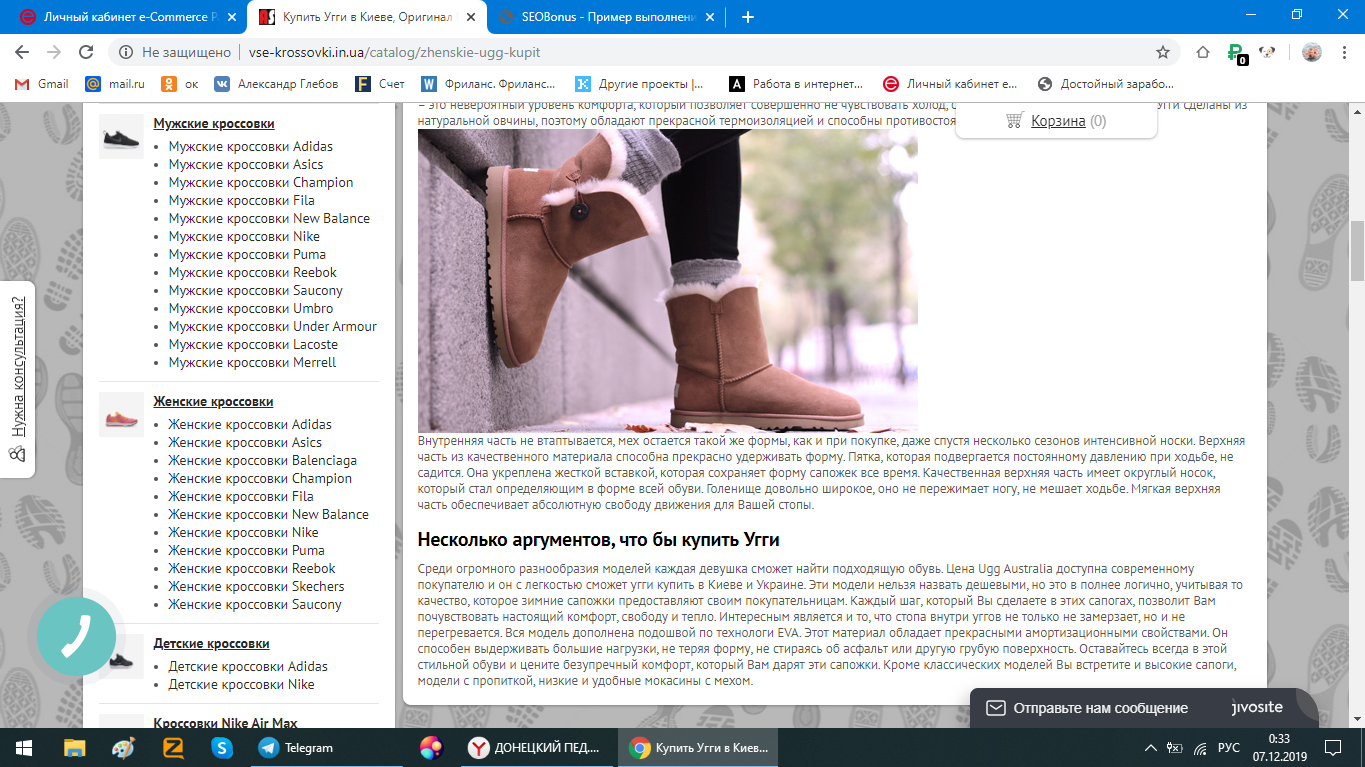 Личный кабинет e-Commerce P
Купить Угги в Киеве, Оригинал
SEOBonus - Пример выполнени
Не защищено
vse-krossovki.in.ua/catalog/zhenskie-ugg-kupit
0
Gmail
mail.ru
ок
Александр Глебов
Счет
Фриланс. Фриланс...
Другие проекты |...
Работа в интернет...
Личный кабинет е...
Достойный зарабо...
– это невероятный уровень комфорта, который позволяет совершенно не чувствовать холод,
Угги сделаны из
натуральной овчины, поэтому обладают прекрасной термоизоляцией и способны противостоя
Корзина (0)
Нужна консультация?
Мужские кроссовки
Мужские кроссовки Adidas
Мужские кроссовки Asics
Мужские кроссовки Champion
Мужские кроссовки Fila
Мужские кроссовки New Balance
Мужские кроссовки Nike
Мужские кроссовки Puma
Мужские кроссовки Reebok
Мужские кроссовки Saucony
Мужские кроссовки Umbro
Мужские кроссовки Under Armour
Мужские кроссовки Lacoste
Мужские кроссовки Merrell
Женские кроссовки
Женские кроссовки Adidas
Женские кроссовки Asics
Женские кроссовки Balenciaga
Женские кроссовки Champion
Женские кроссовки Fila
Женские кроссовки New Balance
Женские кроссовки Nike
Женские кроссовки Puma
Женские кроссовки Reebok
Женские кроссовки Skechers
Женские кроссовки Saucony
Детские кроссовки
Детские кроссовки Adidas
Детские кроссовки Nike
Кроссовки Nike Air Max
Внутренняя часть не втаптывается, мех остается такой же формы, как и при покупке, даже спустя несколько сезонов интенсивной носки. Верхняя
часть из качественного материала способна прекрасно удерживать форму. Пятка, которая подвергается постоянному давлению при ходьбе, не
садится. Она укреплена жесткой вставкой, которая сохраняет форму сапожек все время. Качественная верхняя часть имеет округлый носок,
который стал определяющим в форме всей обуви. Голенище довольно широкое, оно не пережимает ногу, не мешает ходьбе. Мягкая верхняя
часть обеспечивает абсолютную свободу движения для Вашей стопы.
Несколько аргументов, что бы купить Угги
Среди огромного разнообразия моделей каждая девушка сможет найти подходящую обувь. Цена Ugg Australia доступна современному
покупателю и он с легкостью сможет угги купить в Киеве и Украине. Эти модели нельзя назвать дешевыми, но это в полнее логично, учитывая то
качество, которое зимние сапожки предоставляют своим покупательницам. Каждый шаг, который Вы сделаете в этих сапогах, позволит Вам
почувствовать настоящий комфорт, свободу и тепло. Интересным является и то, что стопа внутри уггов не только не замерзает, но и не
перегревается. Вся модель дополнена подошвой по технологи EVA. Этот материал обладает прекрасными амортизационными свойствами. Он
способен выдерживать большие нагрузки, не теряя форму, не стираясь об асфальт или другую грубую поверхность. Оставайтесь всегда в этой
стильной обуви и цените безупречный комфорт, который Вам дарят эти сапожки. Кроме классических моделей Вы встретите и высокие сапоги,
модели с пропиткой, низкие и удобные мокасины с мехом.
Отправьте нам сообщение
jivosite
Telegram
ДОНЕЦКИЙ ПЕД....
Купить Угги в Киев...
РУС
0:33
07.12.2019